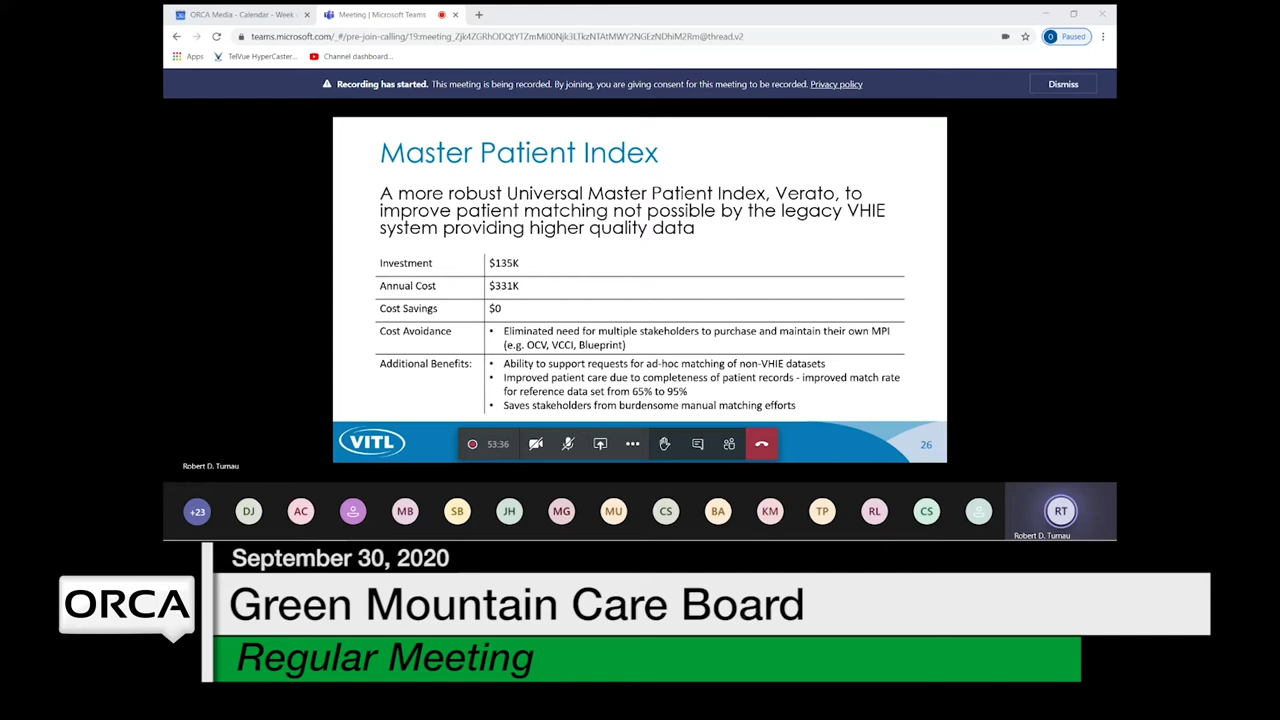 ORCA Media - Calendar - Week
Meeting | Microsoft Teams
teams.microsoft.com/_#/pre-join-calling/19:meeting_Zjk4ZGRhODQtYTZmMi00Njk3LTkzNTAtMWY2NGEzNDhiM2Rm@thread.v2
O Paused
Apps TelVue HyperCaster... Channel dashboard...
Recording has started. This meeting is being recorded. By joining, you are giving consent for this meeting to be recorded. Privacy policy Dismiss
Master Patient Index
A more robust Universal Master Patient Index, Verato, to
improve patient matching not possible by the legacy VHIE
system providing higher quality data
Investment $135K
Annual Cost $331K
Cost Savings $0
Cost Avoidance • Eliminated need for multiple stakeholders to purchase and maintain their own MPI
(e.g. OCV, VCCI, Blueprint)
Additional Benefits: • Ability to support requests for ad-hoc matching of non-VHIE datasets
• Improved patient care due to completeness of patient records - improved match rate
for reference data set from 65% to 95%
• Saves stakeholders from burdensome manual matching efforts
VITL 53:36 26
Robert D. Turnau
+23 DJ AC MB SB JH MG MU CS BA KM TP RL CS RT
Robert D. Turnau
September 30, 2020
ORCA Green Mountain Care Board
Regular Meeting